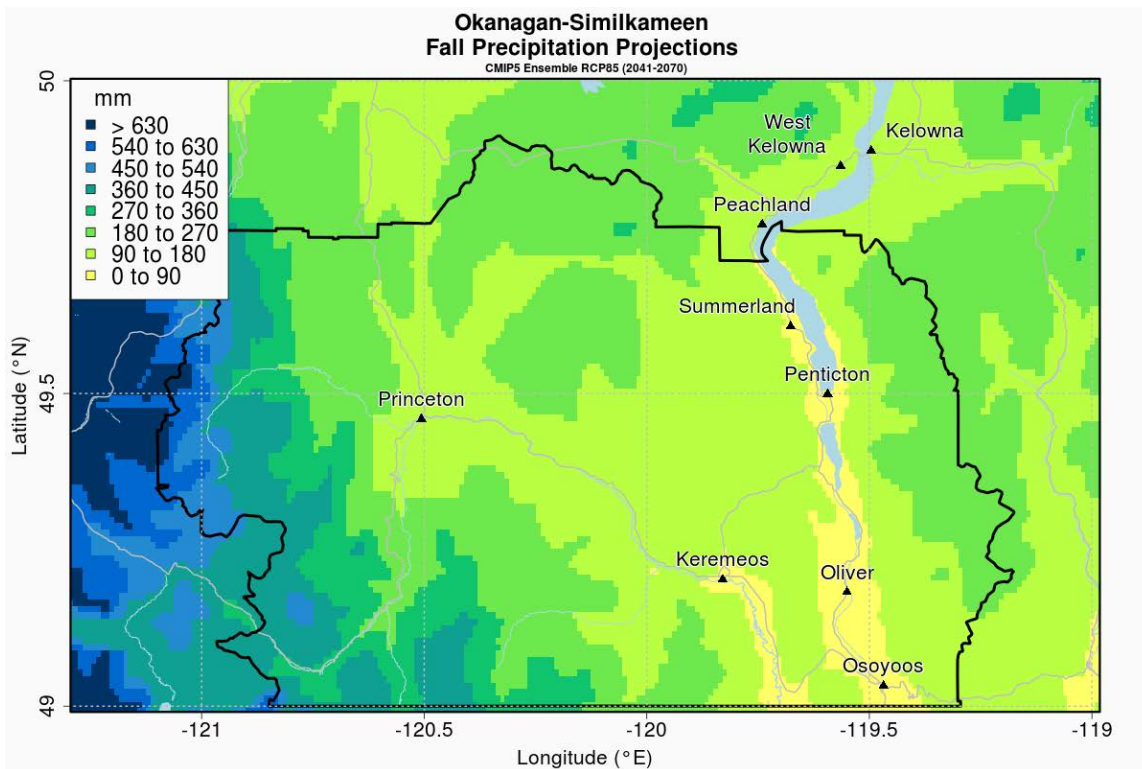 Okanagan-Similkameen
Fall Precipitation Projections
CMIP5 Ensemble RCP85 (2041-2070)
mm
> 630
540 to 630
450 to 540
360 to 450
270 to 360
180 to 270
90 to 180
0 to 90
West
Kelowna
Kelowna
Peachland
Summerland
Penticton
Princeton
Keremeos
Oliver
Osoyoos
50
49.5
49
Latitude (°N)
-121
-120.5
-120
-119.5
-119
Longitude (°E)